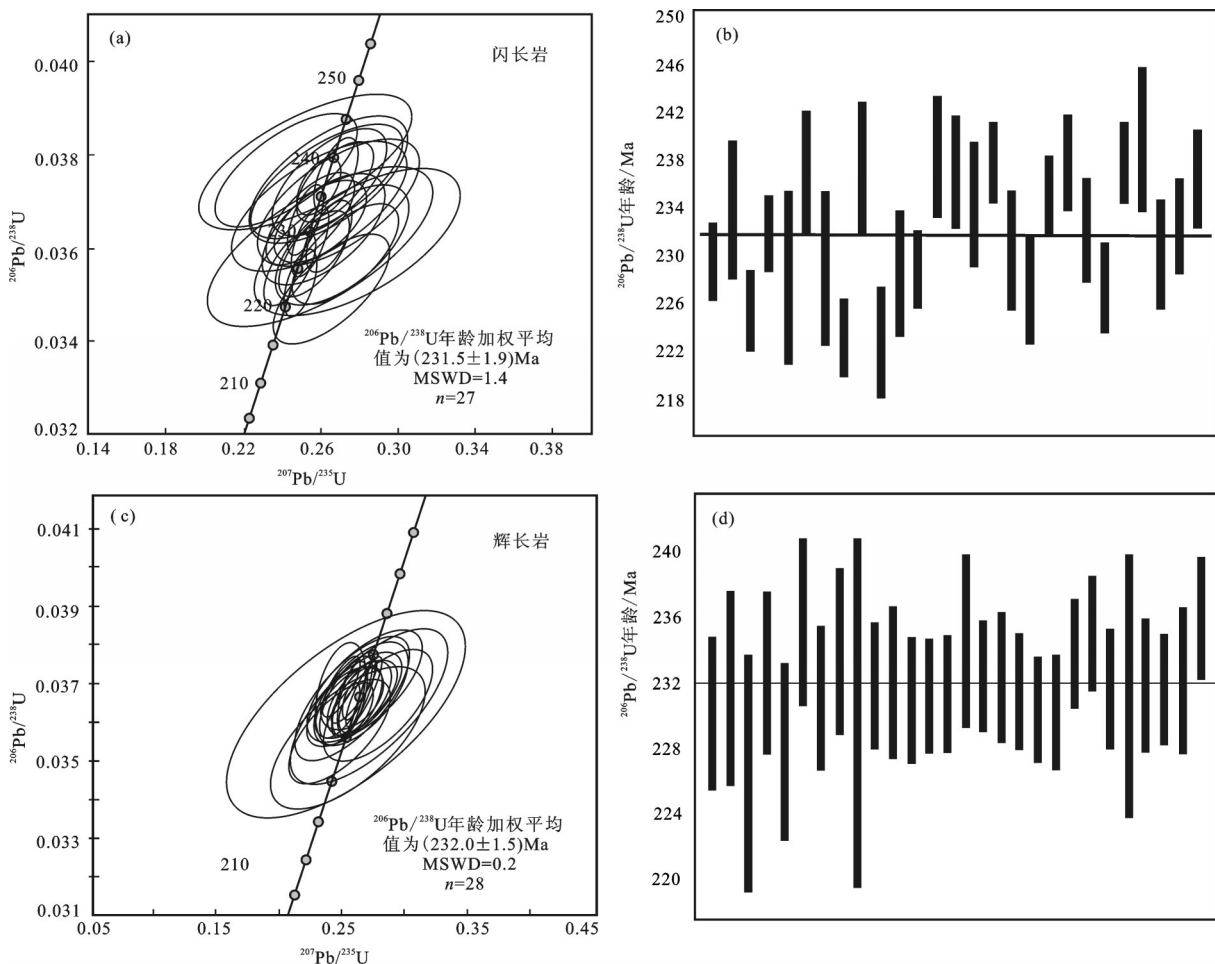 (a)
闪长岩
0.040
0.038
0.036
0.034
0.032
²⁰⁶Pb/²³⁸U
250
240
230
220
210
²⁰⁶Pb/²³⁸U年龄加权平均
值为(231.5±1.9)Ma
MSWD=1.4
n=27
0.14 0.18 0.22 0.26 0.30 0.34 0.38
²⁰⁷Pb/²³⁵U
(b)
250
246
242
238
234
230
226
222
218
²⁰⁶Pb/²³⁸U年龄/Ma
(c)
辉长岩
0.041
0.039
0.037
0.035
0.033
0.031
²⁰⁶Pb/²³⁸U
210
²⁰⁶Pb/²³⁸U年龄加权平均
值为(232.0±1.5)Ma
MSWD=0.2
n=28
0.05 0.15 0.25 0.35 0.45
²⁰⁷Pb/²³⁵U
(d)
240
236
232
228
224
220
²⁰⁶Pb/²³⁸U年龄/Ma